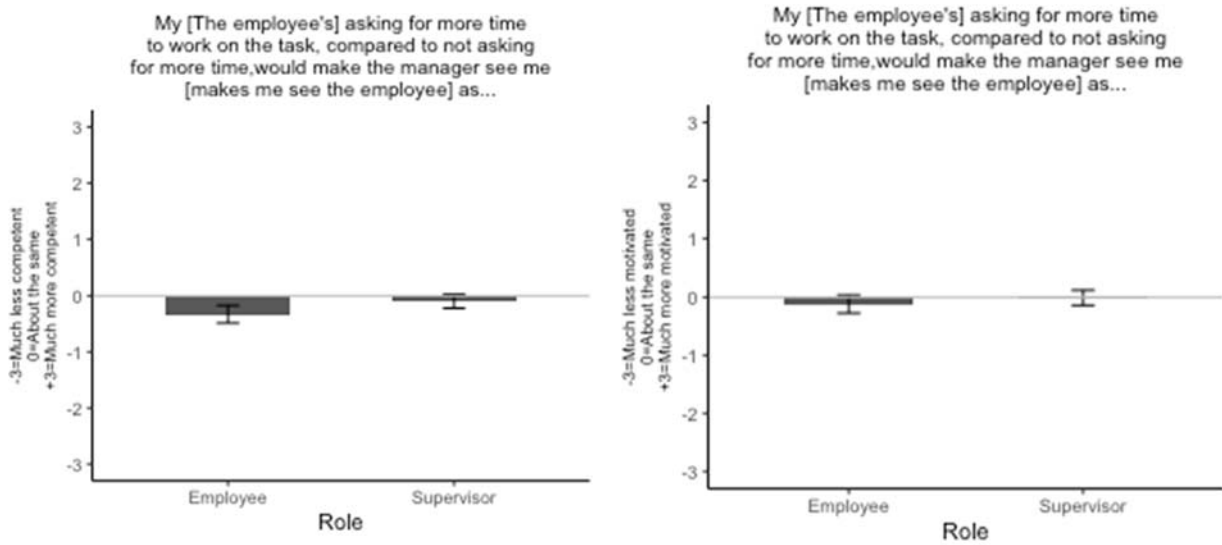 My [The employee's] asking for more time
to work on the task, compared to not asking
for more time,would make the manager see me
[makes me see the employee] as...
-3=Much less competent
0=About the same
+3=Much more competent
3
2
1
0
-1
-2
-3
Employee
Supervisor
Role
My [The employee's] asking for more time
to work on the task, compared to not asking
for more time,would make the manager see me
[makes me see the employee] as...
-3=Much less motivated
0=About the same
+3=Much more motivated
3
2
1
0
-1
-2
-3
Employee
Supervisor
Role